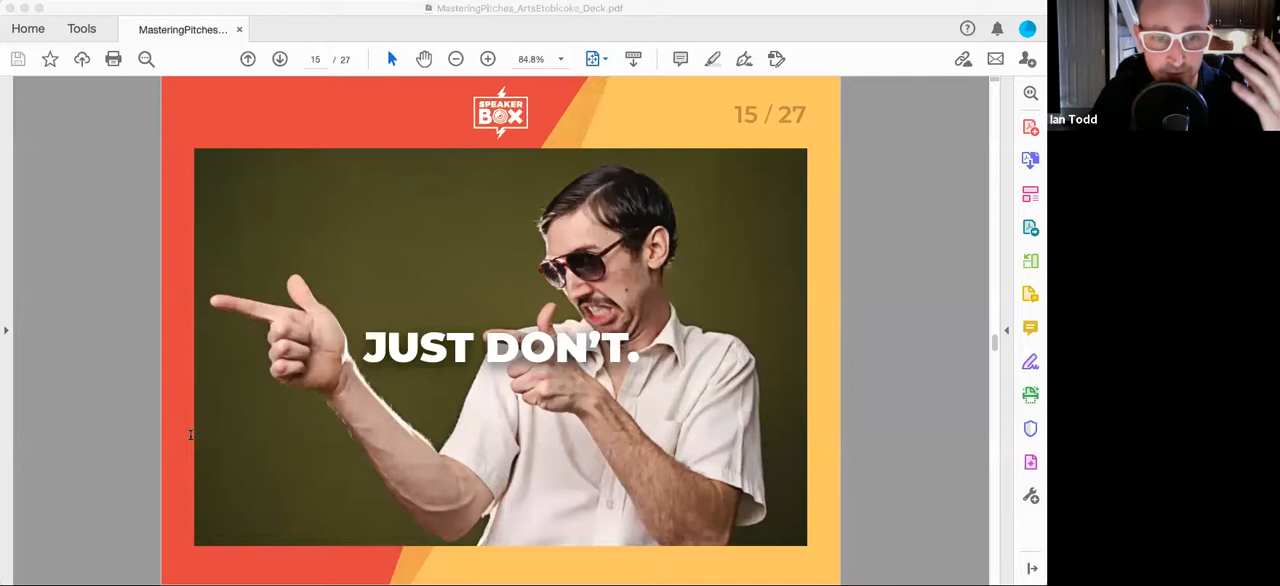 MasteringPitches_ArtsEtobicoke_Deck.pdf
Home
Tools
MasteringPitches...
15 / 27
84.8%
Ian Todd
SPEAKER
BOX
15 / 27
JUST DON'T.